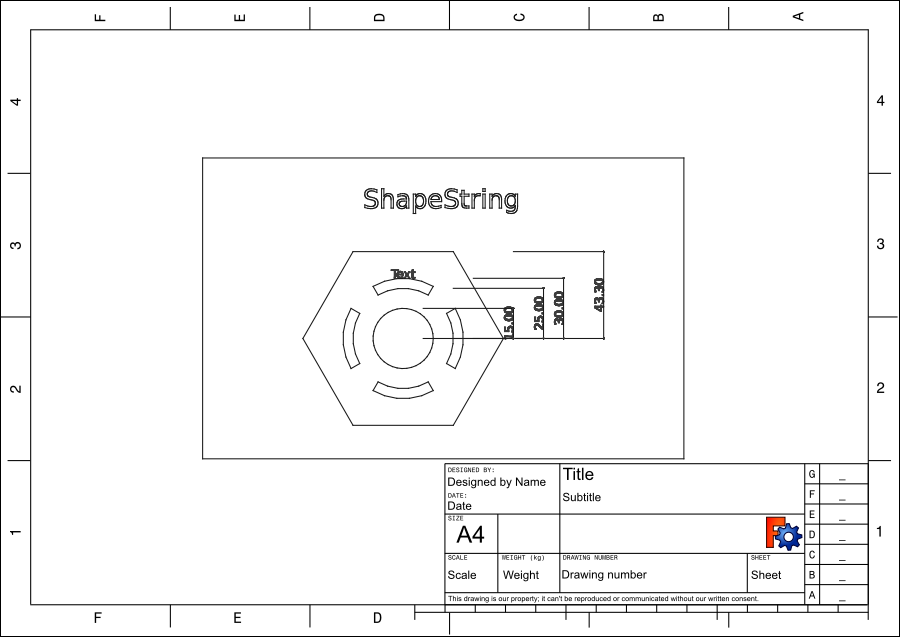 F E D C B A
4 4
ShapeString
3 3
Text
15.00 25.00 30.00 43.30
2 2
DESIGNED BY:
Designed by Name
DATE:
Date
Title
Subtitle
SIZE
A4
SCALE
Scale
WEIGHT (kg)
Weight
DRAWING NUMBER
Drawing number
SHEET
Sheet
This drawing is our property; it can't be reproduced or communicated without our written consent.
G _
F _
E _
D _
C _
B _
A _
1 1
F E D